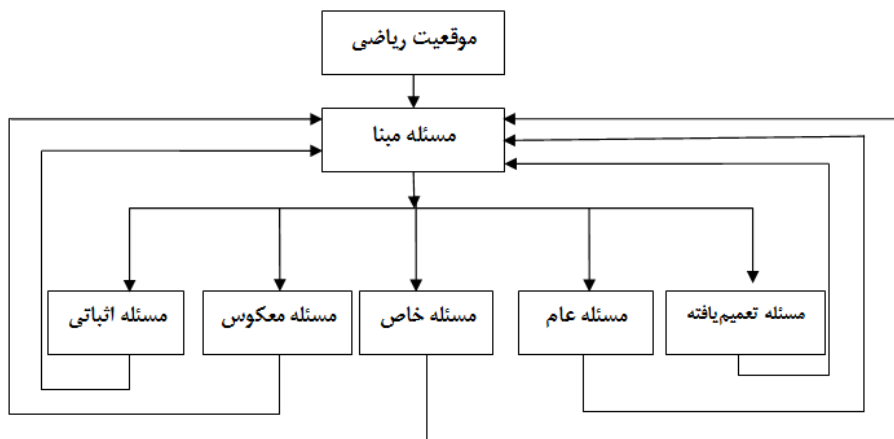 موقعیت ریاضی
مسئله مبنا
مسئله تعمیم‌یافته
مسئله عام
مسئله خاص
مسئله معکوس
مسئله اثباتی